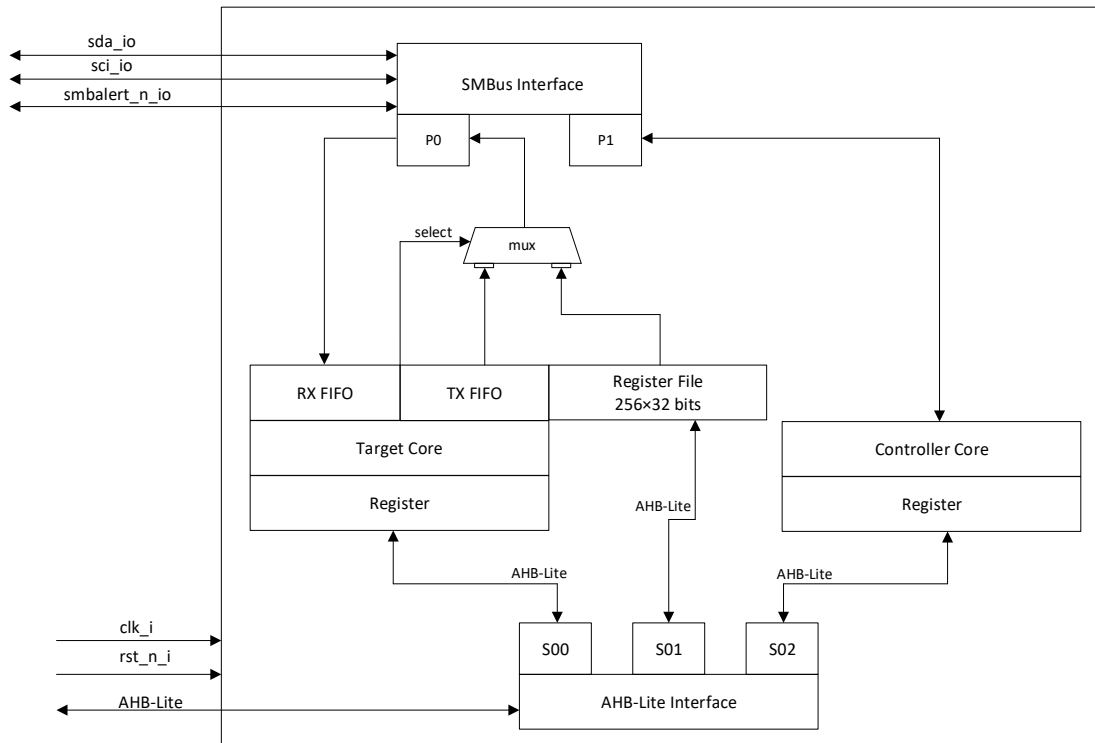 sda_io
sci_io
smbalert_n_io
SMBus Interface
P0
P1
select
mux
RX FIFO
TX FIFO
Register File
256×32 bits
Target Core
Controller Core
Register
Register
AHB-Lite
AHB-Lite
AHB-Lite
clk_i
rst_n_i
AHB-Lite
S00
S01
S02
AHB-Lite Interface